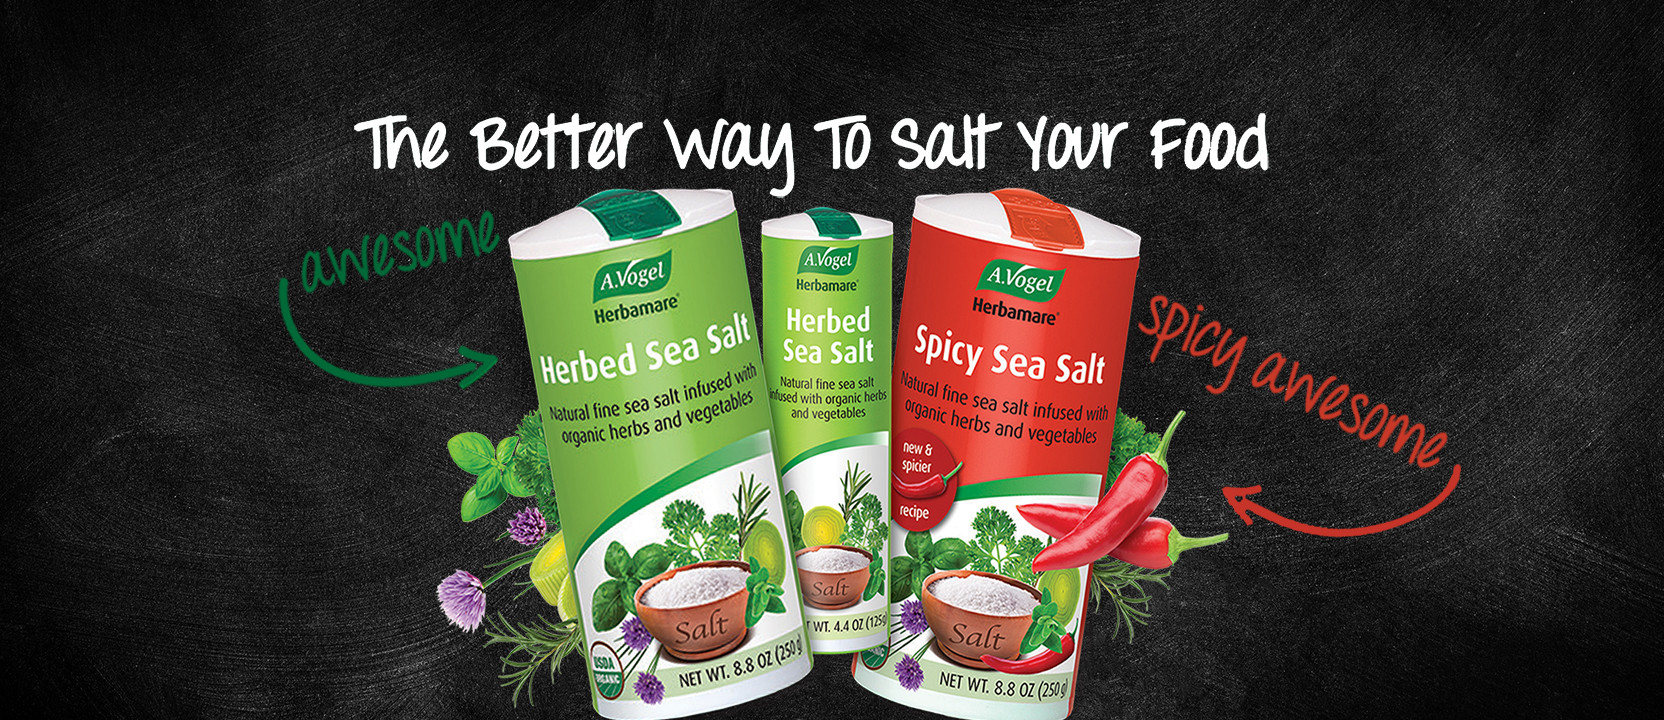 The Better Way To Salt Your Food
awesome
A.Vogel
Herbamare®
Herbed Sea Salt
Natural fine sea salt infused with
organic herbs and vegetables
Salt
USDA
ORGANIC
NET WT. 8.8 OZ (250 g)
A.Vogel
Herbamare®
Herbed
Sea Salt
Natural fine sea salt
infused with organic herbs
and vegetables
Salt
WT. 4.4 OZ (125g
A.Vogel
Herbamare®
Spicy Sea Salt
Natural fine sea salt infused with
organic herbs and vegetables
new &
spicier
recipe
Salt
NET WT. 8.8 OZ (250 g)
spicy awesome